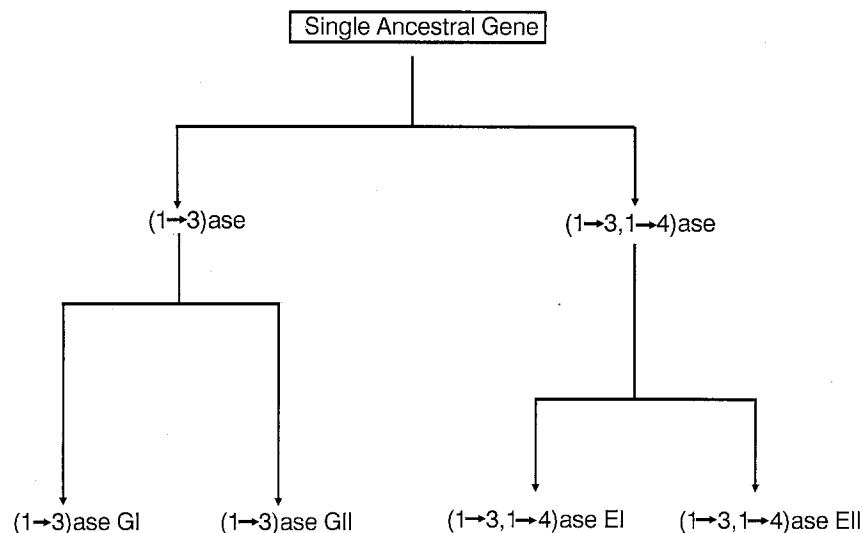 Single Ancestral Gene
(1→3)ase
(1→3,1→4)ase
(1→3)ase GI
(1→3)ase GII
(1→3,1→4)ase EI
(1→3,1→4)ase EII